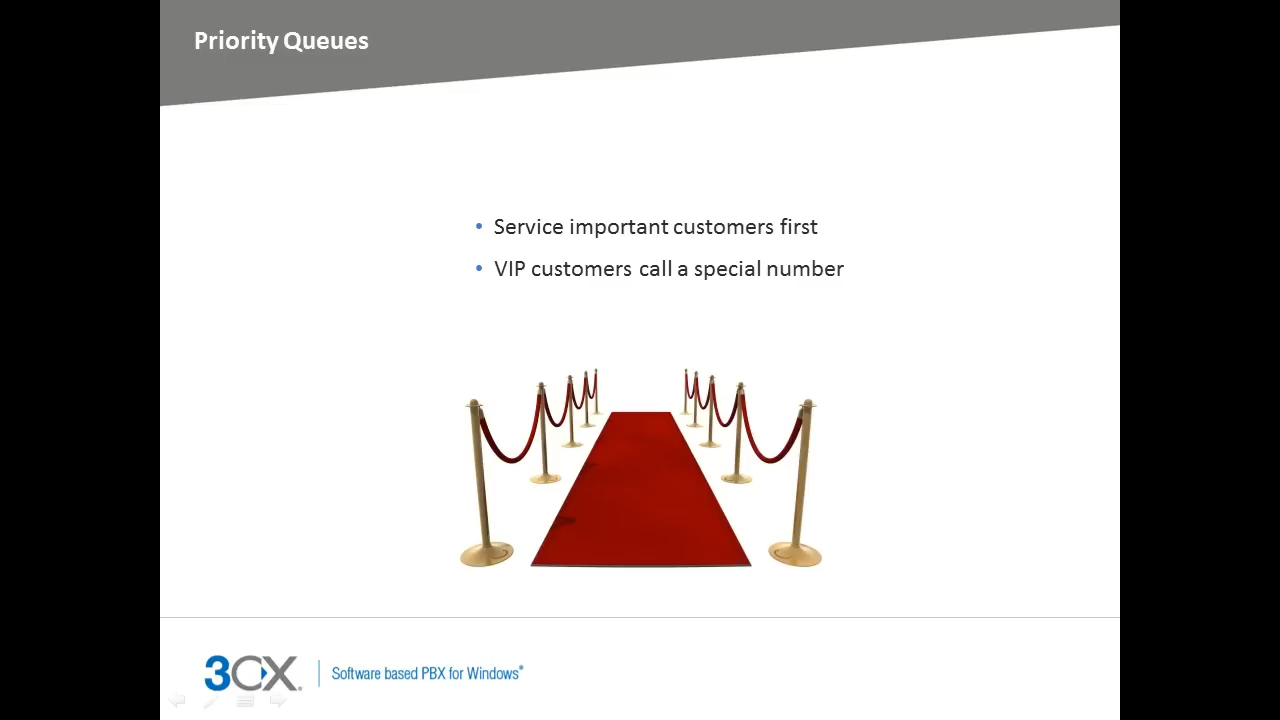 Priority Queues
• Service important customers first
• VIP customers call a special number
3CX® Software based PBX for Windows®